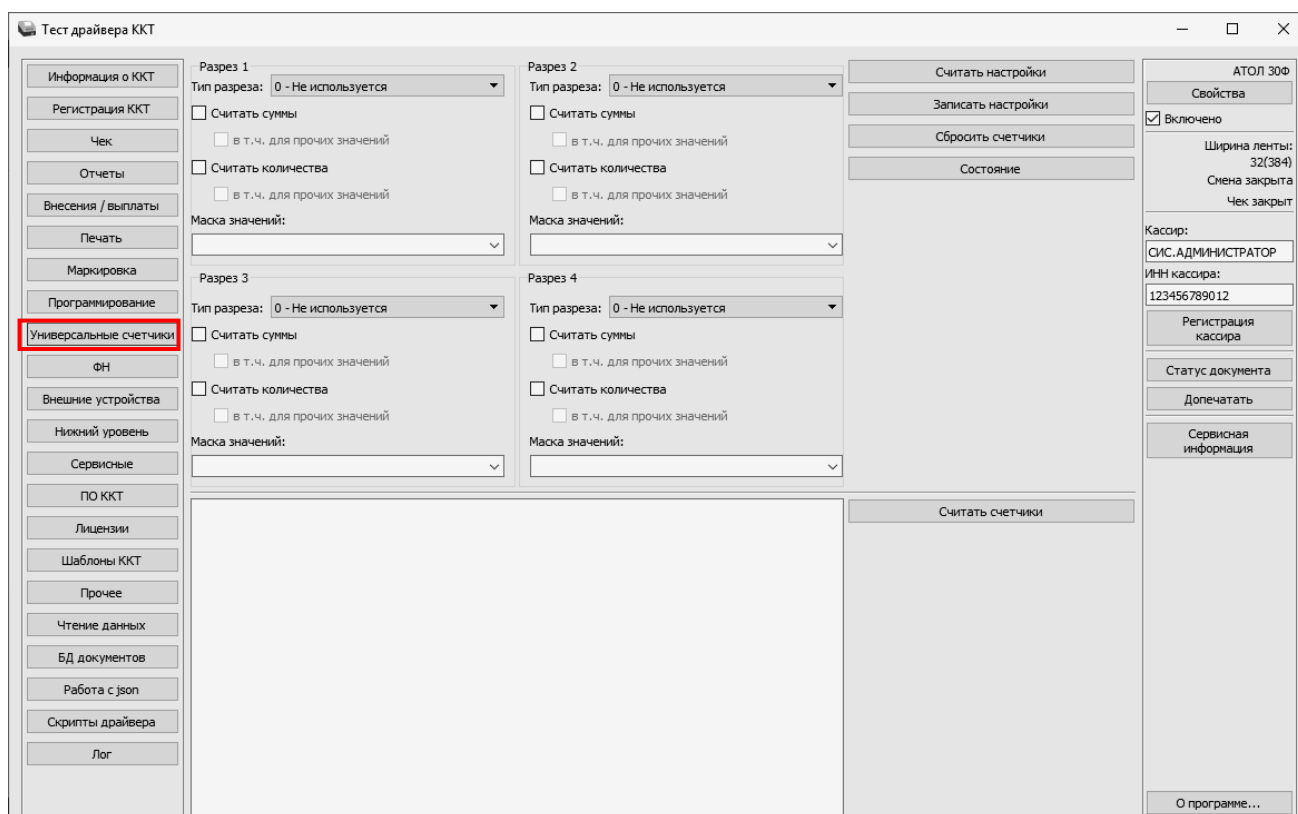 Тест драйвера ККТ
Информация о ККТ
Регистрация ККТ
Чек
Отчеты
Внесения / выплаты
Печать
Маркировка
Программирование
Универсальные счетчики
ФН
Внешние устройства
Нижний уровень
Сервисные
ПО ККТ
Лицензии
Шаблоны ККТ
Прочее
Чтение данных
БД документов
Работа с json
Скрипты драйвера
Лог
Разрез 1
Тип разреза: 0 - Не используется
Считать суммы
в т.ч. для прочих значений
Считать количества
в т.ч. для прочих значений
Маска значений:
Разрез 2
Тип разреза: 0 - Не используется
Считать суммы
в т.ч. для прочих значений
Считать количества
в т.ч. для прочих значений
Маска значений:
Разрез 3
Тип разреза: 0 - Не используется
Считать суммы
в т.ч. для прочих значений
Считать количества
в т.ч. для прочих значений
Маска значений:
Разрез 4
Тип разреза: 0 - Не используется
Считать суммы
в т.ч. для прочих значений
Считать количества
в т.ч. для прочих значений
Маска значений:
Считать настройки
Записать настройки
Сбросить счетчики
Состояние
Считать счетчики
АТОЛ 30Ф
Свойства
Включено
Ширина ленты:
32(384)
Смена закрыта
Чек закрыт
Кассир:
СИС.АДМИНИСТРАТОР
ИНН кассира:
123456789012
Регистрация
кассира
Статус документа
Допечатать
Сервисная
информация
О программе...